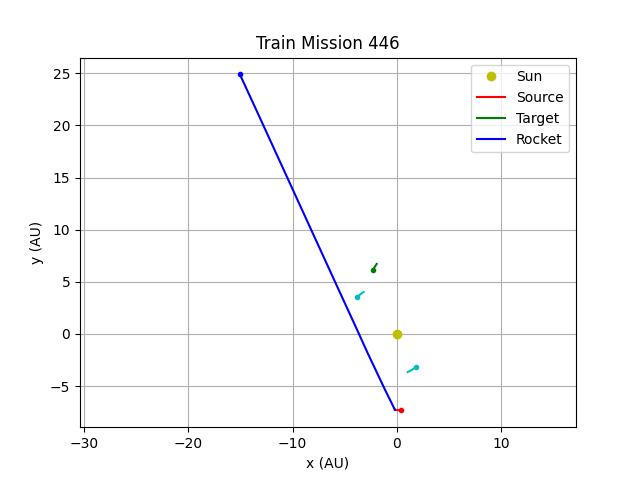 Train Mission 446
Sun
Source
Target
Rocket
25
20
15
10
5
0
−5
y (AU)
−30
−20
−10
0
10
x (AU)